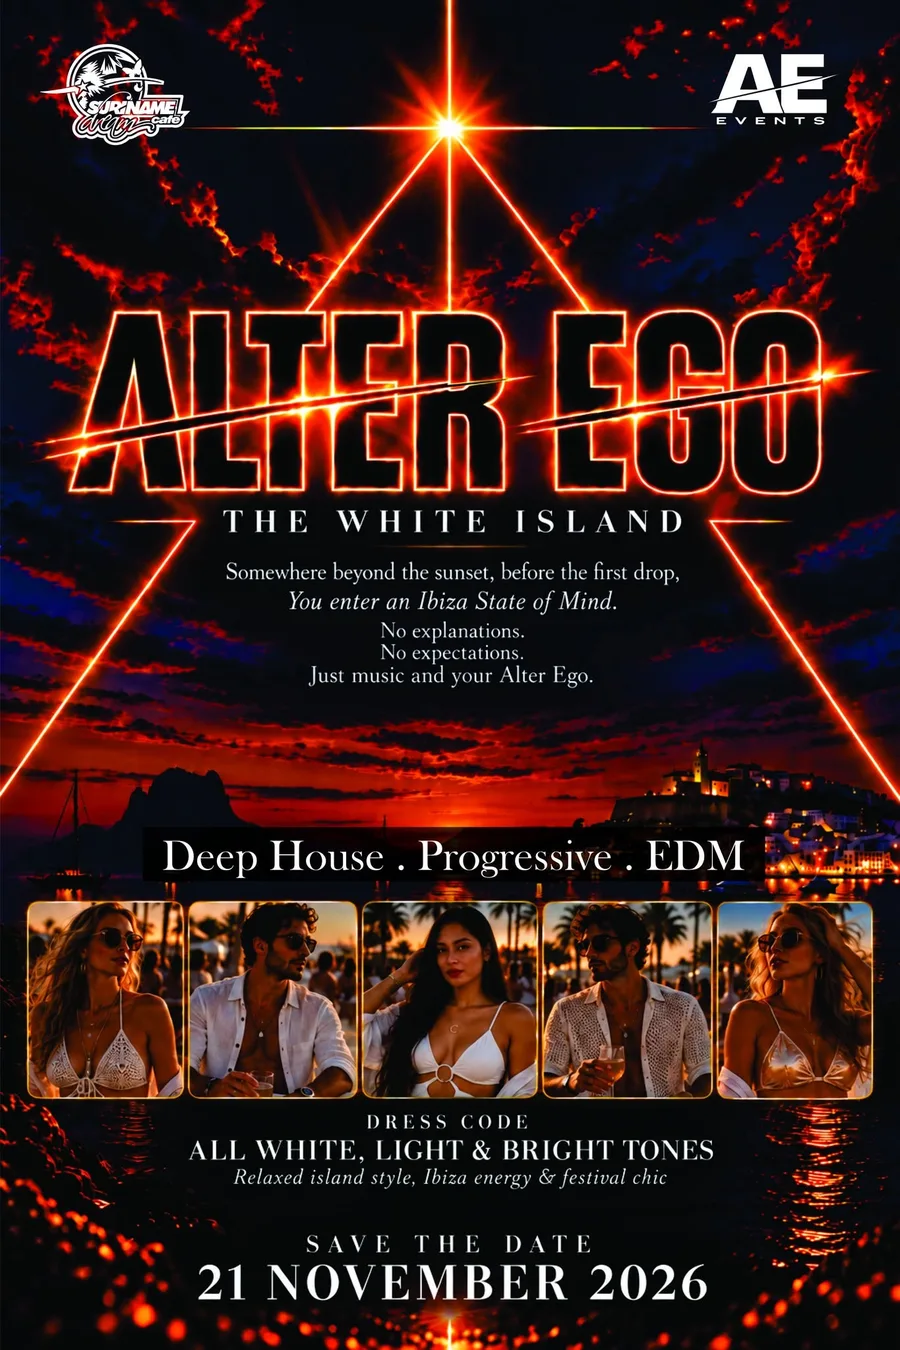 SURINAME
dream café
AE
EVENTS
ALTER EGO
THE WHITE ISLAND
Somewhere beyond the sunset, before the first drop,
You enter an Ibiza State of Mind.
No explanations.
No expectations.
Just music and your Alter Ego.
Deep House . Progressive . EDM
DRESS CODE
ALL WHITE, LIGHT & BRIGHT TONES
Relaxed island style, Ibiza energy & festival chic
SAVE THE DATE
21 NOVEMBER 2026